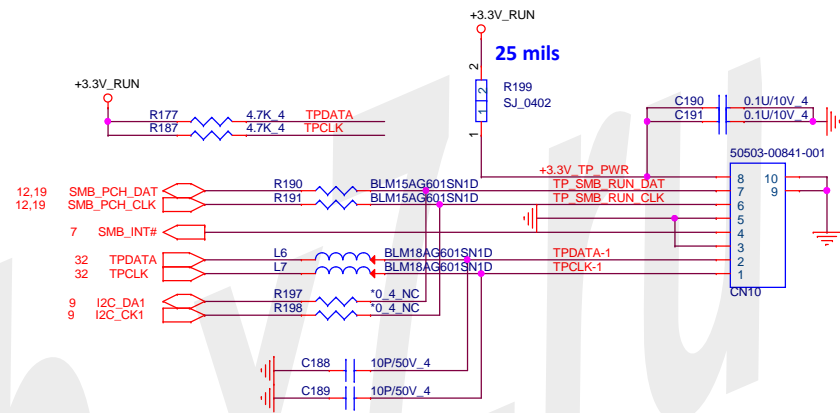 +3.3V_RUN
25 mils
+3.3V_RUN
2
R199
2
1
SJ_0402
1
R177 4.7K_4 TPDATA
R187 4.7K_4 TPCLK
C190 0.1U/10V_4
C191 0.1U/10V_4
50503-00841-001
+3.3V_TP_PWR
12,19 SMB_PCH_DAT R190 BLM15AG601SN1D TP_SMB_RUN_DAT
12,19 SMB_PCH_CLK R191 BLM15AG601SN1D TP_SMB_RUN_CLK
7 SMB_INT#
32 TPDATA L6 BLM18AG601SN1D TPDATA-1
32 TPCLK L7 BLM18AG601SN1D TPCLK-1
8 10
7 9
6
5
4
3
2
1
CN10
9 I2C_DA1 R197 *0_4_NC
9 I2C_CK1 R198 *0_4_NC
C188 10P/50V_4
C189 10P/50V_4